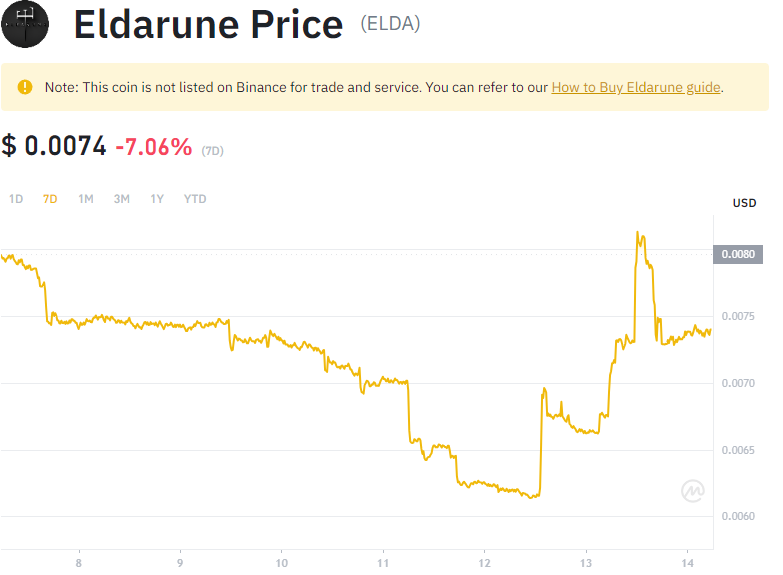 Eldarune Price (ELDA)
Note: This coin is not listed on Binance for trade and service. You can refer to our How to Buy Eldarune guide.
$ 0.0074 -7.06% (7D)
1D 7D 1M 3M 1Y YTD
USD
0.0080
0.0075
0.0070
0.0065
0.0060
8 9 10 11 12 13 14